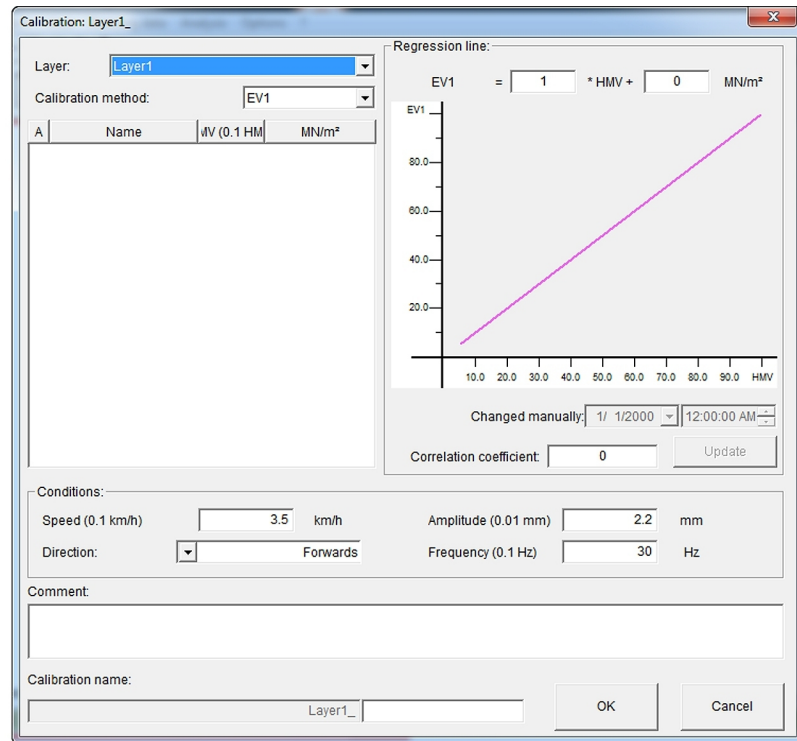 Calibration: Layer1_
Layer: Layer1
Calibration method: EV1
A Name MV (0.1 HM MN/m²
Regression line:
EV1 = 1 * HMV + 0 MN/m²
EV1
80.0
60.0
40.0
20.0
10.0 20.0 30.0 40.0 50.0 60.0 70.0 80.0 90.0 HMV
Changed manually: 1/ 1/2000 12:00:00 AM
Correlation coefficient: 0 Update
Conditions:
Speed (0.1 km/h) 3.5 km/h Amplitude (0.01 mm) 2.2 mm
Direction: Forwards Frequency (0.1 Hz) 30 Hz
Comment:
Calibration name:
Layer1_
OK Cancel